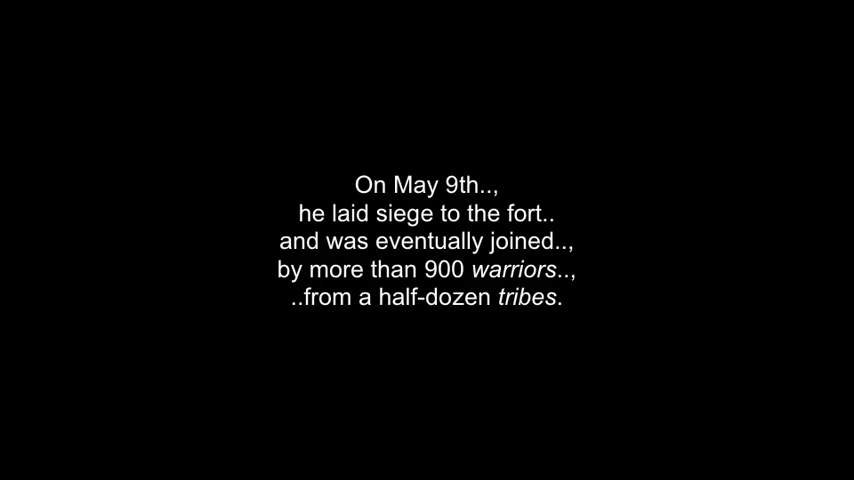 On May 9th..,
he laid siege to the fort..
and was eventually joined..,
by more than 900 warriors..,
..from a half-dozen tribes.